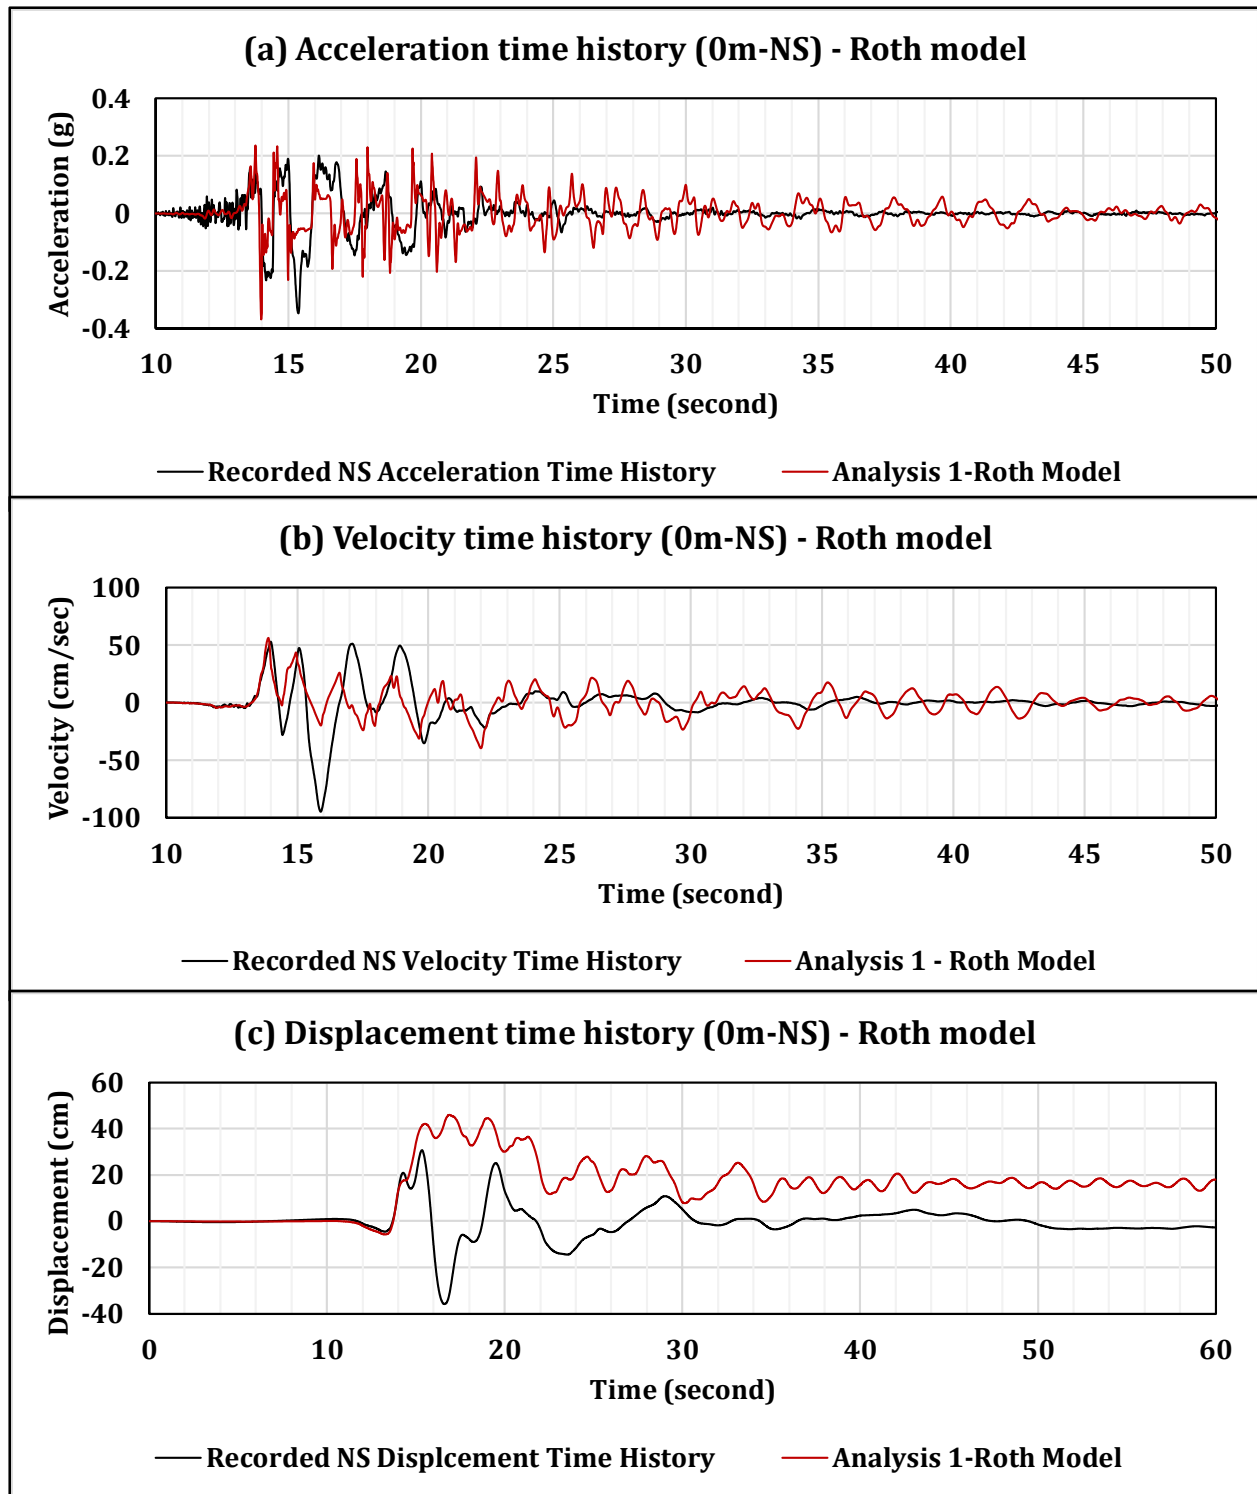 (a) Acceleration time history (0m-NS) - Roth model
Acceleration (g)
0.4
0.2
0
-0.2
-0.4
10 15 20 25 30 35 40 45 50
Time (second)
Recorded NS Acceleration Time History Analysis 1-Roth Model
(b) Velocity time history (0m-NS) - Roth model
Velocity (cm/sec)
100
50
0
-50
-100
10 15 20 25 30 35 40 45 50
Time (second)
Recorded NS Velocity Time History Analysis 1 - Roth Model
(c) Displacement time history (0m-NS) - Roth model
Displacement (cm)
60
40
20
0
-20
-40
0 10 20 30 40 50 60
Time (second)
Recorded NS Displcement Time History Analysis 1-Roth Model